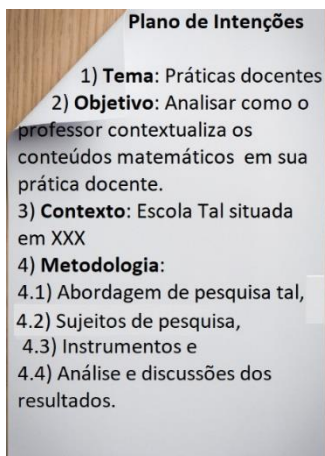 Plano de Intenções
1) Tema: Práticas docentes
2) Objetivo: Analisar como o
professor contextualiza os
conteúdos matemáticos em sua
prática docente.
3) Contexto: Escola Tal situada
em XXX
4) Metodologia:
4.1) Abordagem de pesquisa tal,
4.2) Sujeitos de pesquisa,
4.3) Instrumentos e
4.4) Análise e discussões dos
resultados.